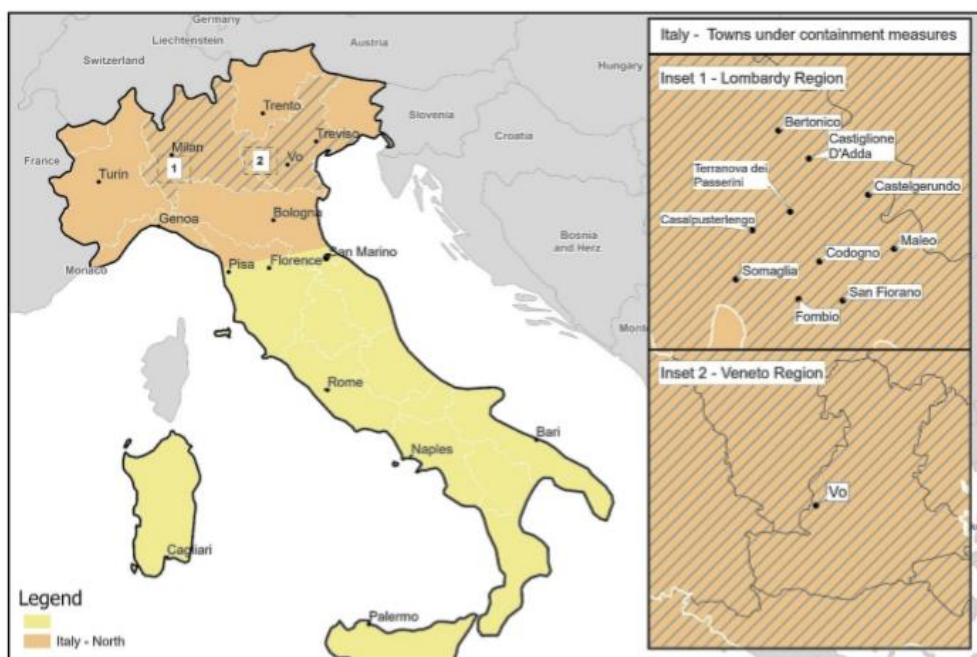 Germany
Liechtenstein
Austria
Switzerland
Hungary
Slovenia
Croatia
France
Bosnia
and Herz
Monaco
Monte
Trento
Treviso
Milan
Vo
1
2
Turin
Genoa
Bologna
San Marino
Pisa
Florence
Rome
Bari
Naples
Cagliari
Palermo
Legend
Italy - North
Italy - Towns under containment measures
Inset 1 - Lombardy Region
Bertonico
Castiglione
D'Adda
Terranova dei
Passerini
Castelgerundo
Casalpusterlengo
Maleo
Codogno
Somaglia
San Fiorano
Fombio
Inset 2 - Veneto Region
Vo